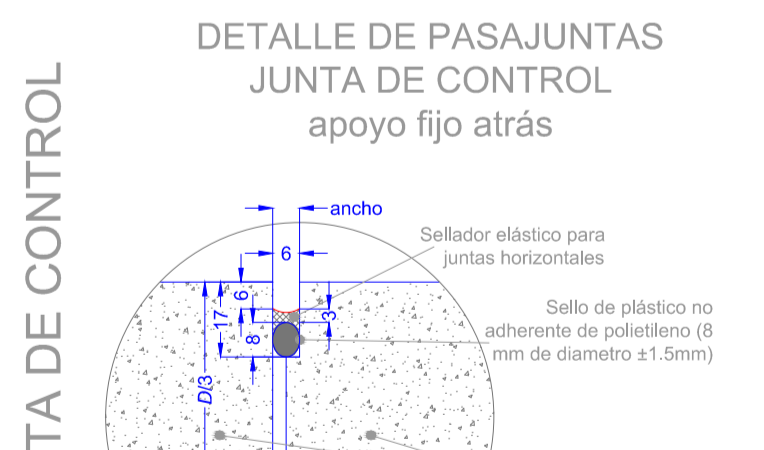 DETALLE DE PASAJUNTAS
JUNTA DE CONTROL
apoyo fijo atrás
TA DE CONTROL
ancho
6
Sellador elástico para
juntas horizontales
6
17
3
8
Sello de plástico no
adherente de polietileno (8
mm de diametro ±1.5mm)
D/3